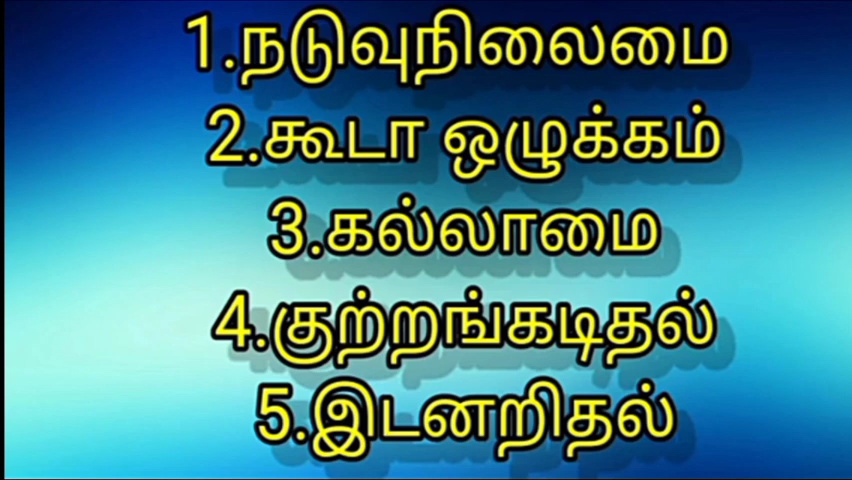 1.நடுவுநிலைமை
2.கூடா ஒழுக்கம்
3.கல்லாமை
4.குற்றங்கடிதல்
5.இடனறிதல்